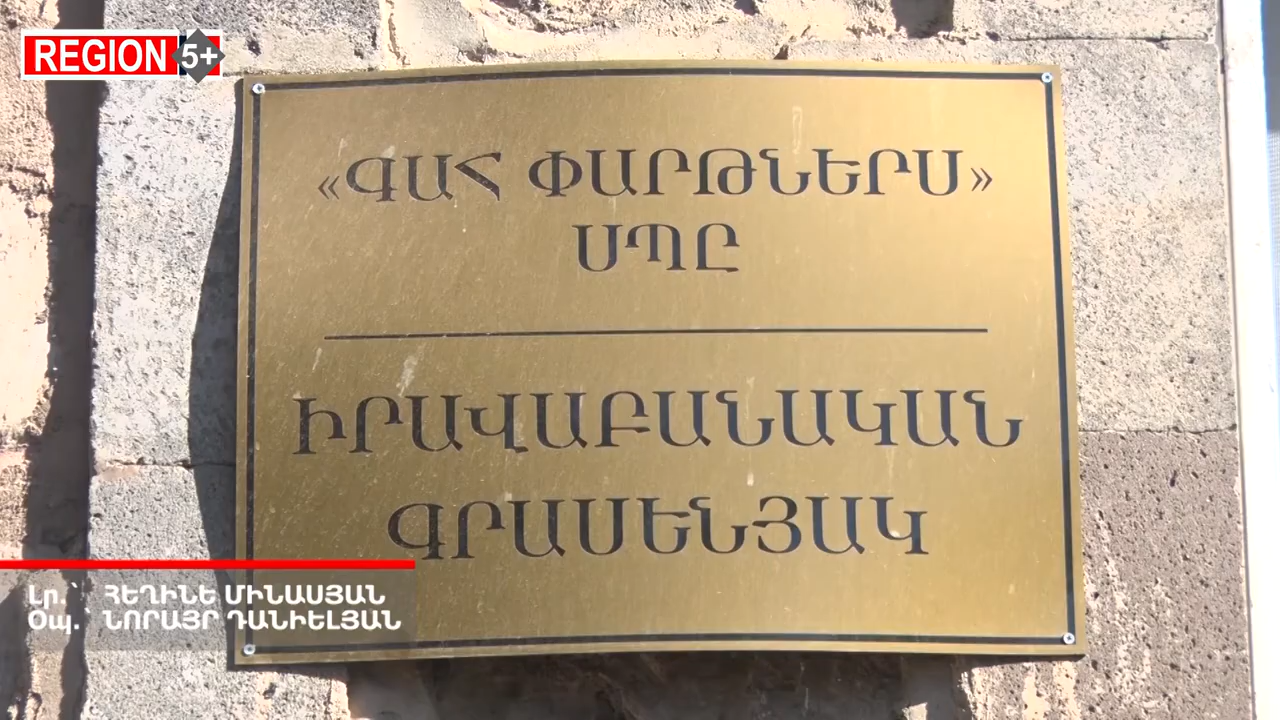 REGION 5+
«ԳԱՀ ՓԱՐԹՆԵՐՍ»
ՍՊԸ
ԻՐԱՎԱԲԱՆԱԿԱՆ
ԳՐԱՍԵՆՅԱԿ
Լր.՝ ՀԵՂԻՆԵ ՄԻՆԱՍՅԱՆ
Օպ.՝ ՆՈՐԱՅՐ ԴԱՆԻԵԼՅԱՆ